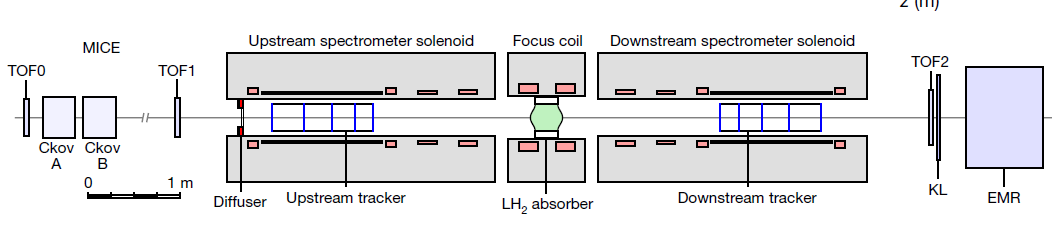 z (m)
MICE
Upstream spectrometer solenoid
Focus coil
Downstream spectrometer solenoid
TOF0
TOF1
TOF2
Ckov
A
Ckov
B
0
1 m
Diffuser
Upstream tracker
LH2 absorber
Downstream tracker
KL
EMR